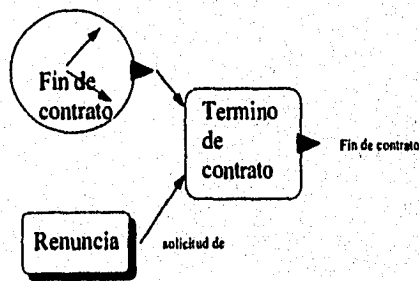 Fin de
contrato
Termino
de
contrato
Fin de contrato
Renuncia
solicitud de